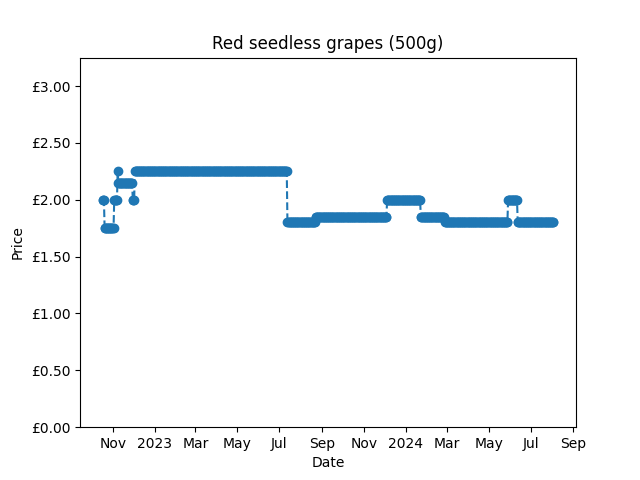 Red seedless grapes (500g)
£3.00
£2.50
£2.00
£1.50
£1.00
£0.50
£0.00
Price
Nov 2023 Mar May Jul Sep Nov 2024 Mar May Jul Sep
Date